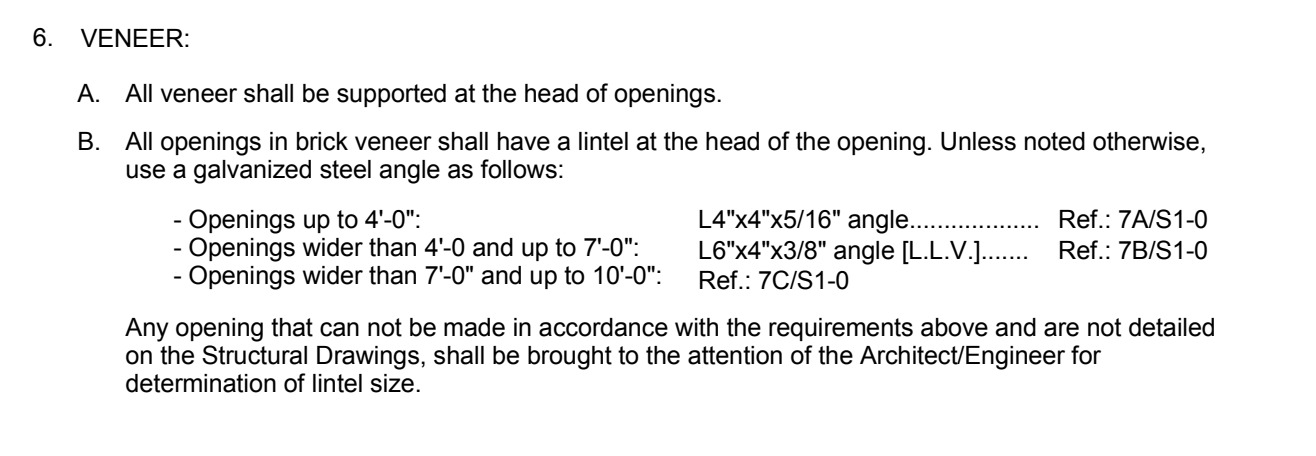 6. VENEER:
A. All veneer shall be supported at the head of openings.
B. All openings in brick veneer shall have a lintel at the head of the opening. Unless noted otherwise,
use a galvanized steel angle as follows:
- Openings up to 4'-0": L4"x4"x5/16" angle................... Ref.: 7A/S1-0
- Openings wider than 4'-0 and up to 7'-0": L6"x4"x3/8" angle [L.L.V.]....... Ref.: 7B/S1-0
- Openings wider than 7'-0" and up to 10'-0": Ref.: 7C/S1-0
Any opening that can not be made in accordance with the requirements above and are not detailed
on the Structural Drawings, shall be brought to the attention of the Architect/Engineer for
determination of lintel size.